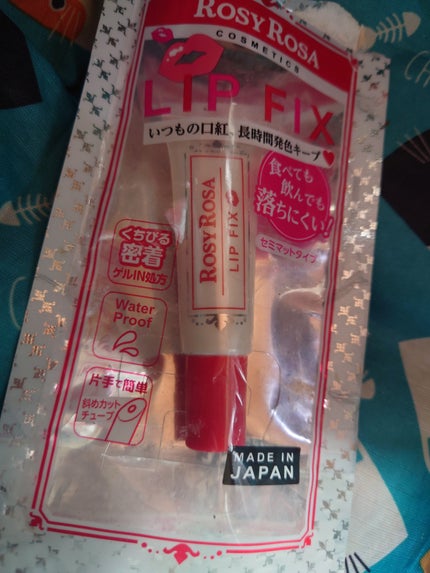 ROSY ROSA
COSMETICS
LIP FIX
いつもの口紅、長時間発色キープ♥
食べても
飲んでも
落ちにくい!
セミマットタイプ
ROSY ROSA
LIP FIX
くちびる
密着
ゲルIN処方
Water
Proof
片手で簡単
斜めカット
チューブ
MADE IN
JAPAN